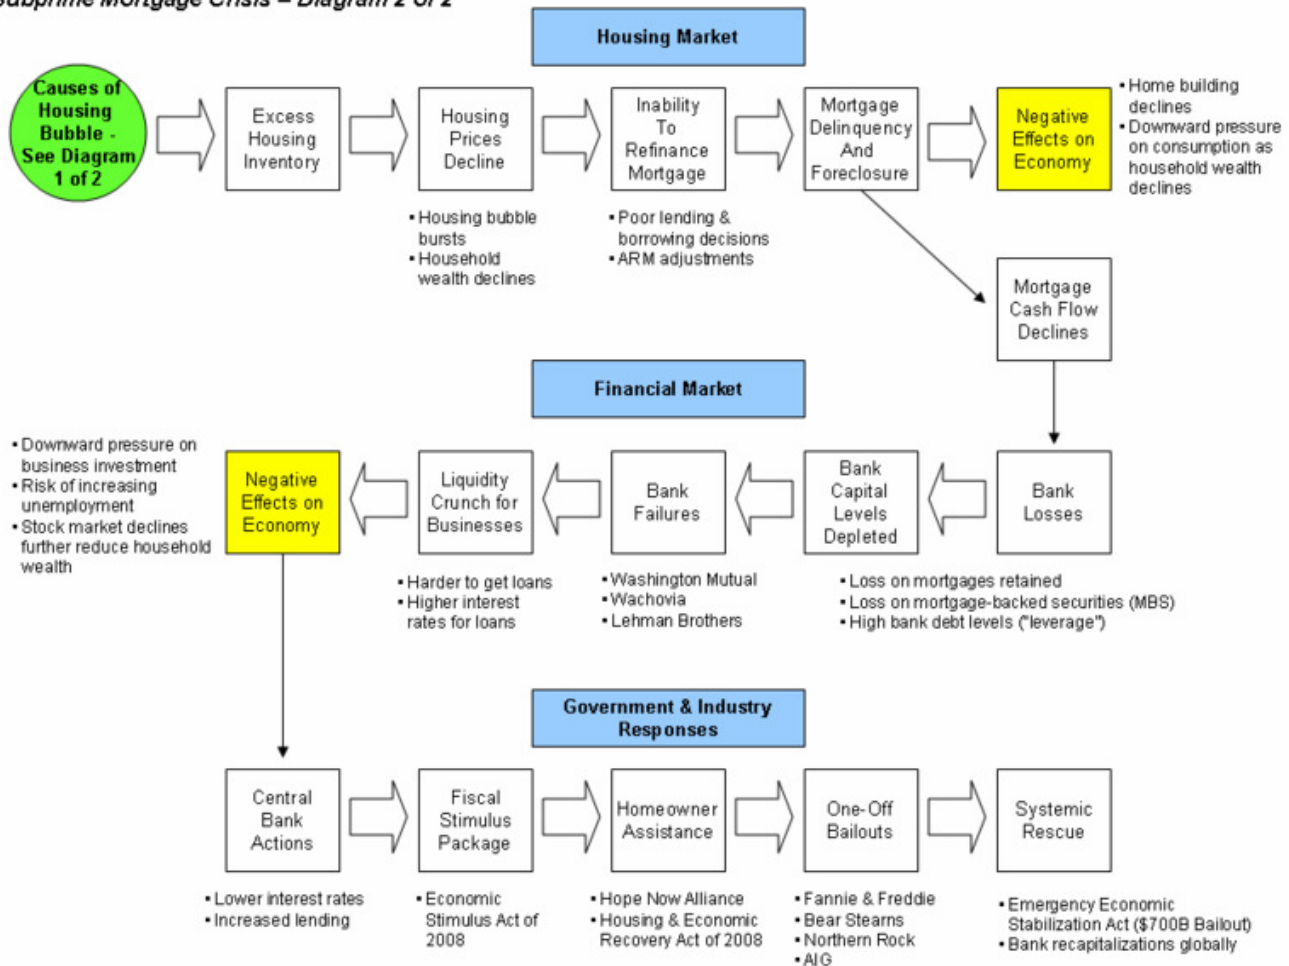 Subprime Mortgage Crisis – Diagram 2 of 2
Housing Market
Causes of
Housing
Bubble -
See Diagram
1 of 2
Excess
Housing
Inventory
Housing
Prices
Decline
Inability
To
Refinance
Mortgage
Mortgage
Delinquency
And
Foreclosure
Negative
Effects on
Economy
▪ Home building
declines
▪ Downward pressure
on consumption as
household wealth
declines
▪ Housing bubble
bursts
▪ Household
wealth declines
▪ Poor lending &
borrowing decisions
▪ ARM adjustments
Mortgage
Cash Flow
Declines
Financial Market
▪ Downward pressure on
business investment
▪ Risk of increasing
unemployment
▪ Stock market declines
further reduce household
wealth
Negative
Effects on
Economy
Liquidity
Crunch for
Businesses
Bank
Failures
Bank
Capital
Levels
Depleted
Bank
Losses
▪ Harder to get loans
▪ Higher interest
rates for loans
▪ Washington Mutual
▪ Wachovia
▪ Lehman Brothers
▪ Loss on mortgages retained
▪ Loss on mortgage-backed securities (MBS)
▪ High bank debt levels ("leverage")
Government & Industry
Responses
Central
Bank
Actions
Fiscal
Stimulus
Package
Homeowner
Assistance
One-Off
Bailouts
Systemic
Rescue
▪ Lower interest rates
▪ Increased lending
▪ Economic
Stimulus Act of
2008
▪ Hope Now Alliance
▪ Housing & Economic
Recovery Act of 2008
▪ Fannie & Freddie
▪ Bear Stearns
▪ Northern Rock
▪ AIG
▪ Emergency Economic
Stabilization Act ($700B Bailout)
▪ Bank recapitalizations globally